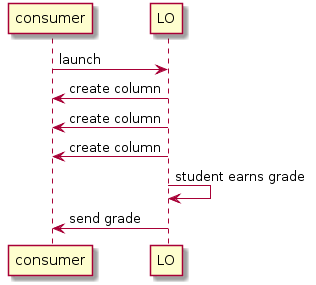 consumer LO
launch
create column
create column
create column
student earns grade
send grade
consumer LO